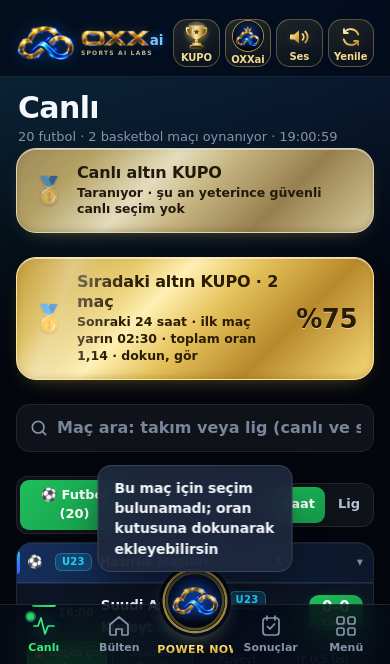 OXXai
SPORTS AI LABS
KUPO
OXXai
Ses
Yenile
Canlı
20 futbol · 2 basketbol maçı oynanıyor · 19:00:59
Canlı altın KUPO
Taranıyor · şu an yeterince güvenli
canlı seçim yok
Sıradaki altın KUPO · 2
maç
%75
Sonraki 24 saat · ilk maç
yarın 02:30 · toplam oran
1,14 · dokun, gör
Maç ara: takım veya lig (canlı ve s
Futbo
(20)
aat
Lig
Bu maç için seçim
bulunamadı; oran
kutusunu dokunarak
ekleyebilirsin
U23
Suudi A
U23
0-0
Canlı
Bülten
POWER NOW
Sonuçlar
Menü